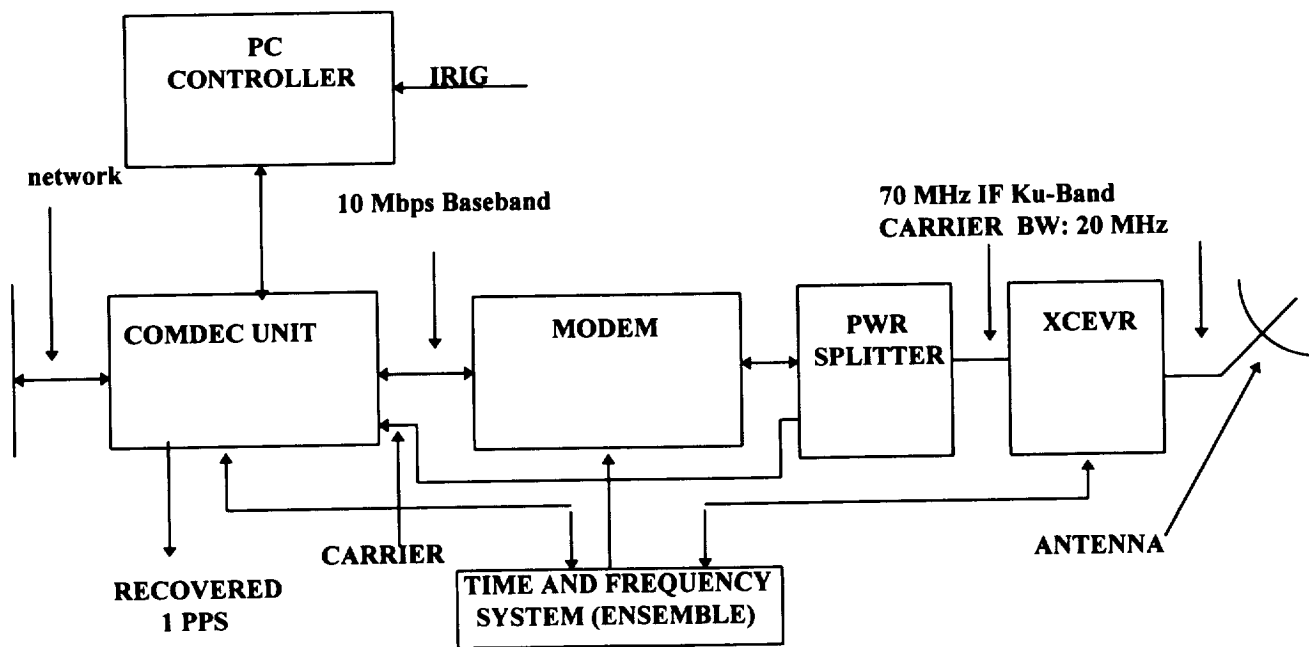 PC
CONTROLLER
IRIG
network
10 Mbps Baseband
70 MHz IF Ku-Band
CARRIER BW: 20 MHz
COMDEC UNIT
MODEM
PWR
SPLITTER
XCEVR
CARRIER
ANTENNA
RECOVERED
1 PPS
TIME AND FREQUENCY
SYSTEM (ENSEMBLE)